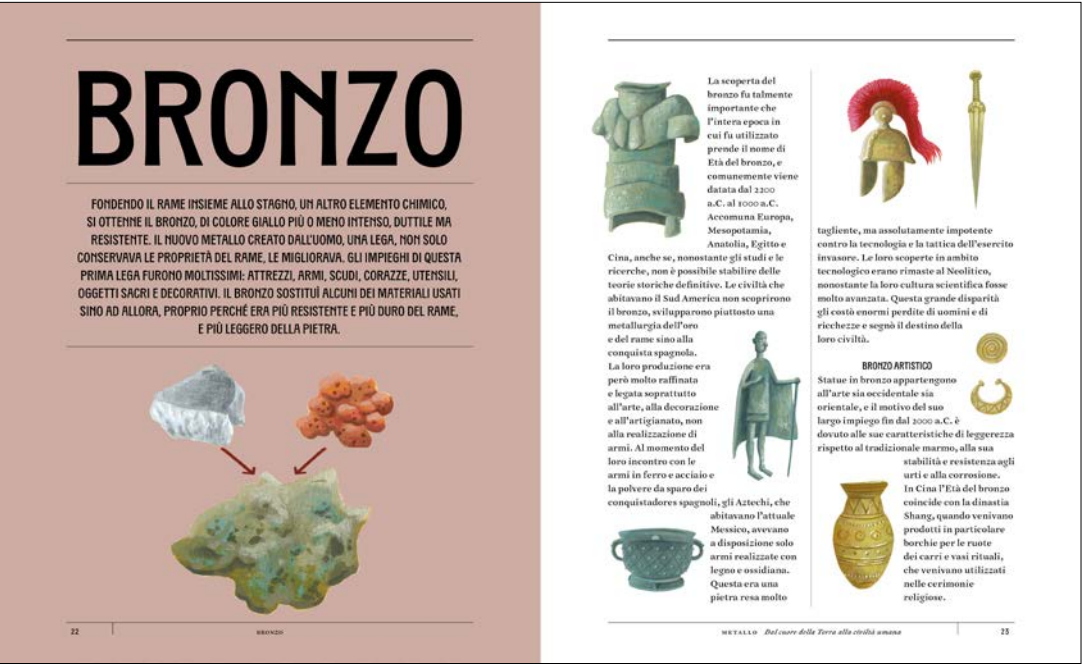 BRONZO
FONDENDO IL RAME INSIEME ALLO STAGNO, UN ALTRO ELEMENTO CHIMICO,
SI OTTENNE IL BRONZO, DI COLORE GIALLO PIÙ O MENO INTENSO, DUTTILE MA
RESISTENTE. IL NUOVO METALLO CREATO DALL'UOMO, UNA LEGA, NON SOLO
CONSERVAVA LE PROPRIETÀ DEL RAME, LE MIGLIORAVA. GLI IMPIEGHI DI QUESTA
PRIMA LEGA FURONO MOLTISSIMI: ATTREZZI, ARMI, SCUDI, CORAZZE, UTENSILI,
OGGETTI SACRI E DECORATIVI. IL BRONZO SOSTITUÌ ALCUNI DEI MATERIALI USATI
SINO AD ALLORA, PROPRIO PERCHÉ ERA PIÙ RESISTENTE E PIÙ DURO DEL RAME,
E PIÙ LEGGERO DELLA PIETRA.
22
BRONZO
La scoperta del
bronzo fu talmente
importante che
l'intera epoca in
cui fu utilizzato
prende il nome di
Età del bronzo, e
comunemente viene
datata dal 2200
a.C. al 1000 a.C.
Accomuna Europa,
Mesopotamia,
Anatolia, Egitto e
Cina, anche se, nonostante gli studi e le
ricerche, non è possibile stabilire delle
teorie storiche definitive. Le civiltà che
abitavano il Sud America non scoprirono
il bronzo, svilupparono piuttosto una
metallurgia dell'oro
e del rame sino alla
conquista spagnola.
La loro produzione era
però molto raffinata
e legata soprattutto
all'arte, alla decorazione
e all'artigianato, non
alla realizzazione di
armi. Al momento del
loro incontro con le
armi in ferro e acciaio e
la polvere da sparo dei
conquistadores spagnoli, gli Aztechi, che
abitavano l'attuale
Messico, avevano
a disposizione solo
armi realizzate con
legno e ossidiana.
Questa era una
pietra resa molto
tagliente, ma assolutamente impotente
contro la tecnologia e la tattica dell'esercito
invasore. Le loro scoperte in ambito
tecnologico erano rimaste al Neolitico,
nonostante la loro cultura scientifica fosse
molto avanzata. Questa grande disparità
gli costò enormi perdite di uomini e di
ricchezze e segnò il destino della
loro civiltà.
BRONZO ARTISTICO
Statue in bronzo appartengono
all'arte sia occidentale sia
orientale, e il motivo del suo
largo impiego fin dal 2000 a.C. è
dovuto alle sue caratteristiche di leggerezza
rispetto al tradizionale marmo, alla sua
stabilità e resistenza agli
urti e alla corrosione.
In Cina l'Età del bronzo
coincide con la dinastia
Shang, quando venivano
prodotti in particolare
borchie per le ruote
dei carri e vasi rituali,
che venivano utilizzati
nelle cerimonie
religiose.
METALLO Dal cuore della Terra alla civiltà umana
23